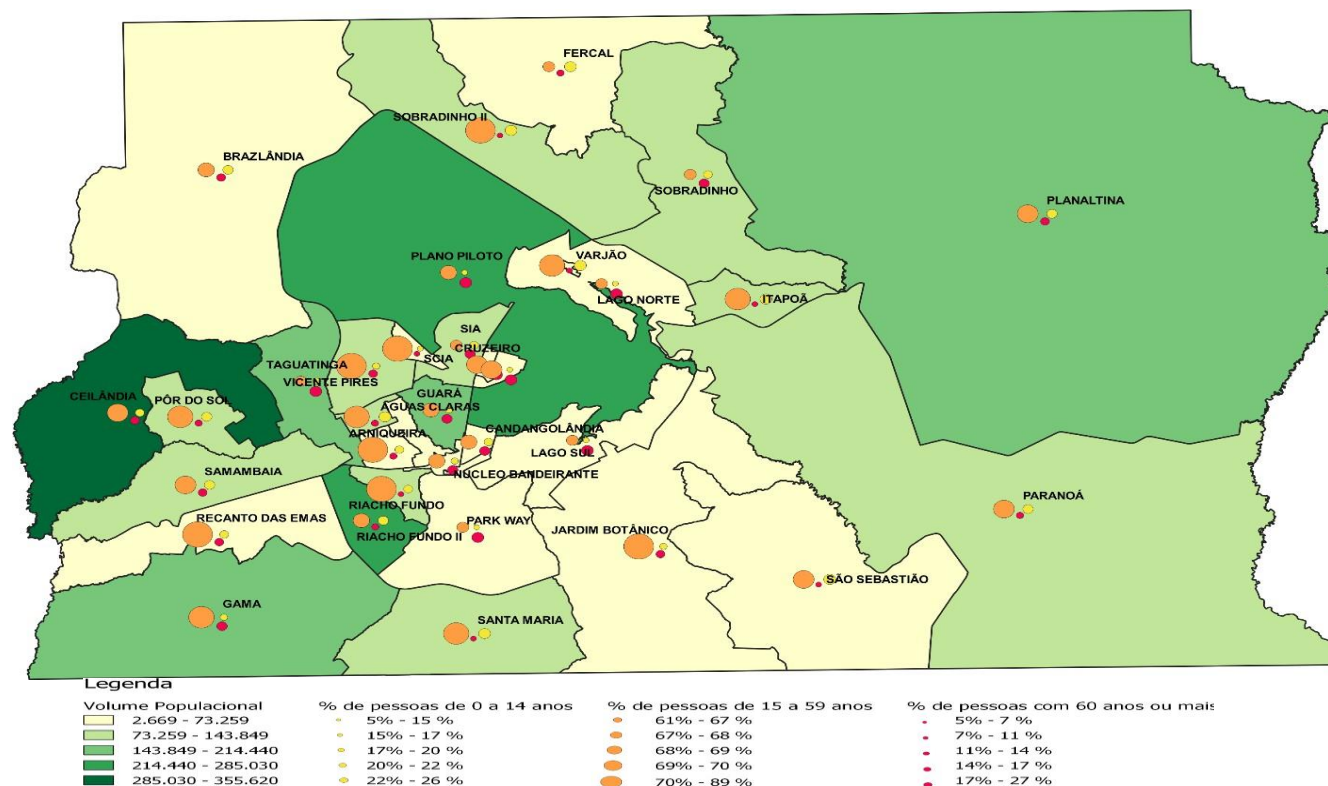 FERCAL
SOBRADINHO II
BRAZLÂNDIA
SOBRADINHO
PLANALTINA
PLANO PILOTO
VARJÃO
LAGO NORTE
ITAPOÃ
SIA
CRUZEIRO
SCIA
TAGUATINGA
VICENTE PIRES
CEILÂNDIA
PÔR DO SOL
GUARÁ
ÁGUAS CLARAS
CANDANGOLÂNDIA
ARNIQUEIRA
LAGO SUL
NÚCLEO BANDEIRANTE
SAMAMBAIA
RIACHO FUNDO
PARANOÁ
RECANTO DAS EMAS
PARK WAY
JARDIM BOTÂNICO
RIACHO FUNDO II
SÃO SEBASTIÃO
GAMA
SANTA MARIA
Legenda
Volume Populacional
2.669 - 73.259
73.259 - 143.849
143.849 - 214.440
214.440 - 285.030
285.030 - 355.620
% de pessoas de 0 a 14 anos
5% - 15 %
15% - 17 %
17% - 20 %
20% - 22 %
22% - 26 %
% de pessoas de 15 a 59 anos
61% - 67 %
67% - 68 %
68% - 69 %
69% - 70 %
70% - 89 %
% de pessoas com 60 anos ou mais
5% - 7 %
7% - 11 %
11% - 14 %
14% - 17 %
17% - 27 %